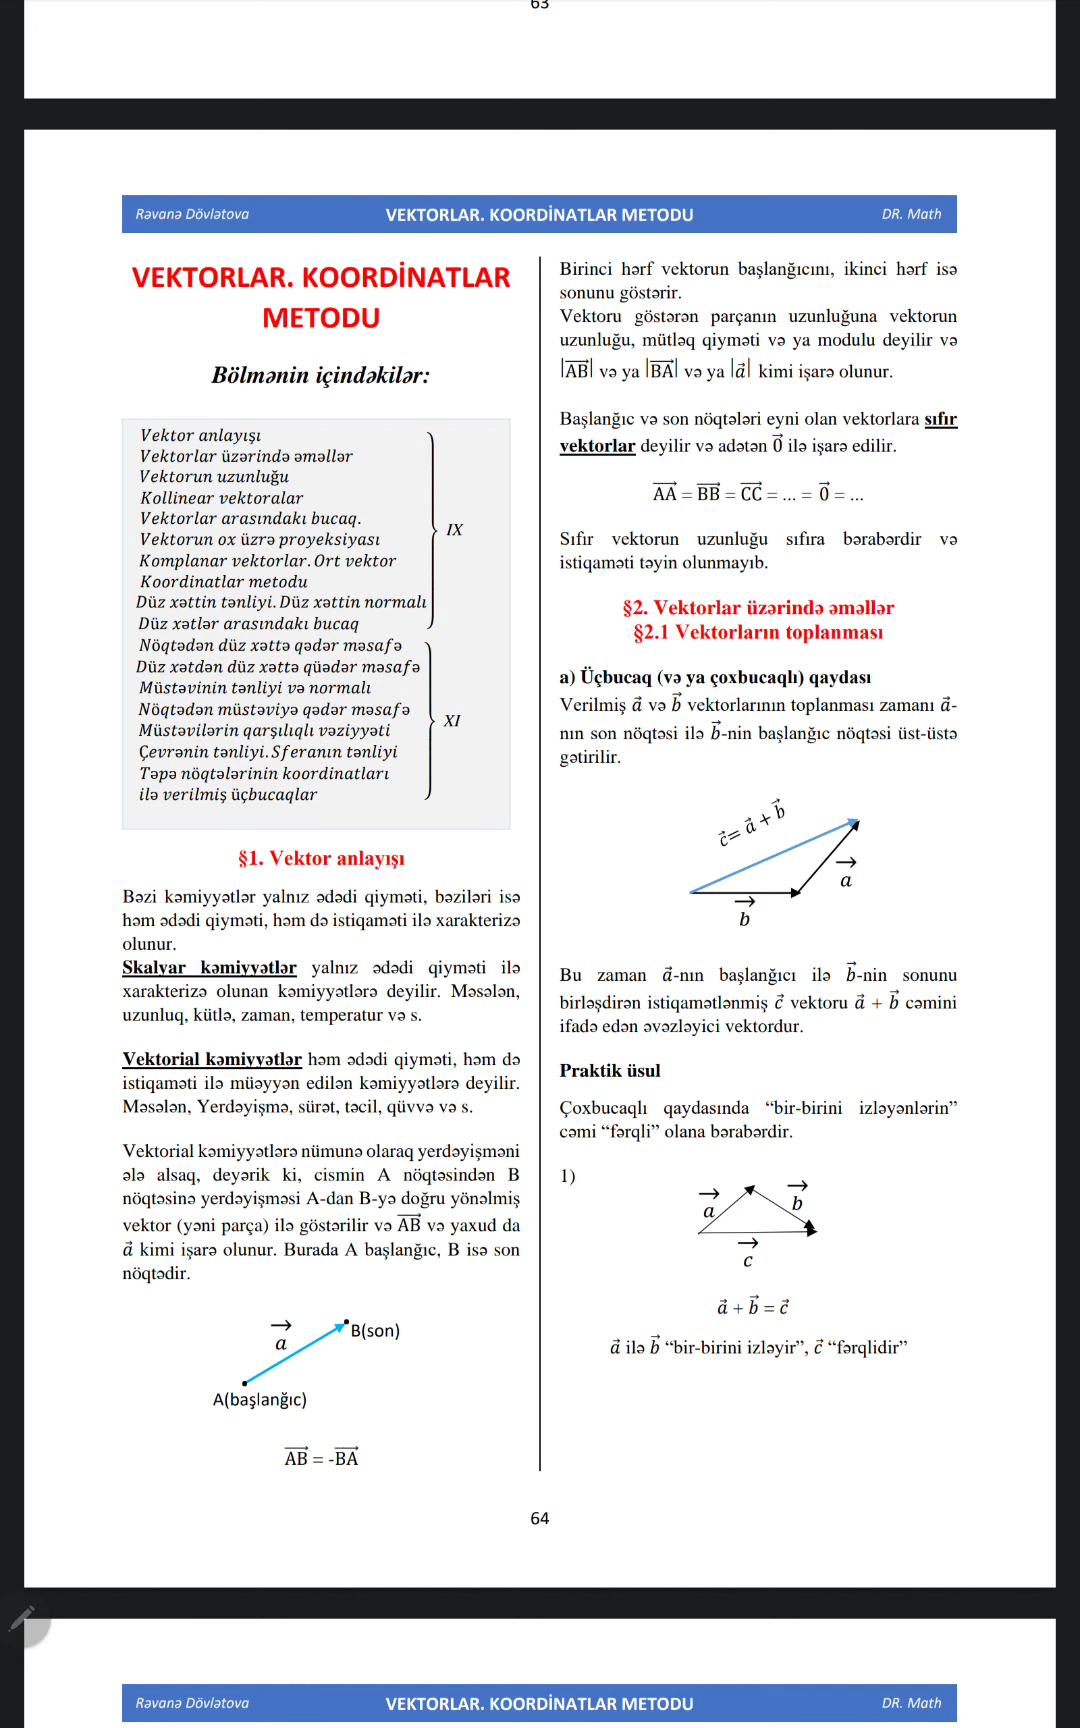 63
Rəvanə Dövlətova VEKTORLAR. KOORDİNATLAR METODU DR. Math
VEKTORLAR. KOORDİNATLAR
METODU
Bölmənin içindəkilər:
Vektor anlayışı
Vektorlar üzərində əməllər
Vektorun uzunluğu
Kollinear vektoralar
Vektorlar arasındakı bucaq.
Vektorun ox üzrə proyeksiyası
Komplanar vektorlar. Ort vektor
Koordinatlar metodu
Düz xəttin tənliyi. Düz xəttin normalı
Düz xətlər arasındakı bucaq
IX
Nöqtədən düz xəttə qədər məsafə
Düz xətdən düz xəttə qüədər məsafə
Müstəvinin tənliyi və normalı
Nöqtədən müstəviyə qədər məsafə
Müstəvilərin qarşılıqlı vəziyyəti
Çevrənin tənliyi. Sferanın tənliyi
Təpə nöqtələrinin koordinatları
ilə verilmiş üçbucaqlar
XI
§1. Vektor anlayışı
Bəzi kəmiyyətlər yalnız ədədi qiyməti, bəziləri isə
həm ədədi qiyməti, həm də istiqaməti ilə xarakterizə
olunur.
Skalyar kəmiyyətlər yalnız ədədi qiyməti ilə
xarakterizə olunan kəmiyyətlərə deyilir. Məsələn,
uzunluq, kütlə, zaman, temperatur və s.
Vektorial kəmiyyətlər həm ədədi qiyməti, həm də
istiqaməti ilə müəyyən edilən kəmiyyətlərə deyilir.
Məsələn, Yerdəyişmə, sürət, təcil, qüvvə və s.
Vektorial kəmiyyətlərə nümunə olaraq yerdəyişməni
ələ alsaq, deyərik ki, cismin A nöqtəsindən B
nöqtəsinə yerdəyişməsi A-dan B-yə doğru yönəlmiş
vektor (yəni parça) ilə göstərilir və A͞B⃗ və yaxud da
a⃗ kimi işarə olunur. Burada A başlanğıc, B isə son
nöqtədir.
a⃗
B(son)
A(başlanğıc)
AB⃗ = -BA⃗
Birinci hərf vektorun başlanğıcını, ikinci hərf isə
sonunu göstərir.
Vektoru göstərən parçanın uzunluğuna vektorun
uzunluğu, mütləq qiyməti və ya modulu deyilir və
|AB⃗| və ya |BA⃗| və ya |a⃗| kimi işarə olunur.
Başlanğıc və son nöqtələri eyni olan vektorlara sıfır
vektorlar deyilir və adətən 0⃗ ilə işarə edilir.
AA⃗ = BB⃗ = CC⃗ = ... = 0⃗ = ...
Sıfır vektorun uzunluğu sıfıra bərabərdir və
istiqaməti təyin olunmayıb.
§2. Vektorlar üzərində əməllər
§2.1 Vektorların toplanması
a) Üçbucaq (və ya çoxbucaqlı) qaydası
Verilmiş a⃗ və b⃗ vektorlarının toplanması zamanı a⃗-
nın son nöqtəsi ilə b⃗-nin başlanğıc nöqtəsi üst-üstə
gətirilir.
c⃗= a⃗ + b⃗
a⃗
b⃗
Bu zaman a⃗-nın başlanğıcı ilə b⃗-nin sonunu
birləşdirən istiqamətlənmiş c⃗ vektoru a⃗ + b⃗ cəmini
ifadə edən əvəzləyici vektordur.
Praktik üsul
Çoxbucaqlı qaydasında “bir-birini izləyənlərin”
cəmi “fərqli” olana bərabərdir.
1)
a⃗
b⃗
c⃗
a⃗ + b⃗ = c⃗
a⃗ ilə b⃗ “bir-birini izləyir”, c⃗ “fərqlidir”
64
Rəvanə Dövlətova VEKTORLAR. KOORDİNATLAR METODU DR. Math